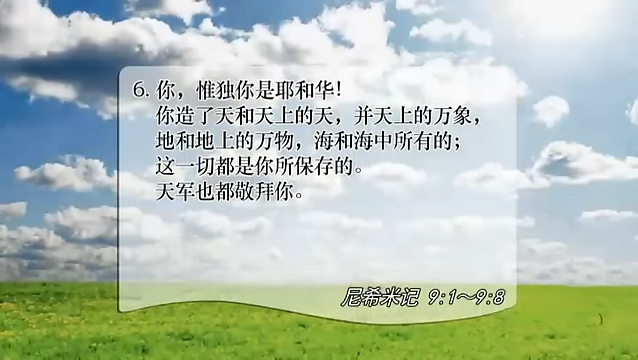 6. 你，惟独你是耶和华！
你造了天和天上的天，并天上的万象，
地和地上的万物，海和海中所有的；
这一切都是你所保存的。
天军也都敬拜你。
尼希米记 9:1～9:8